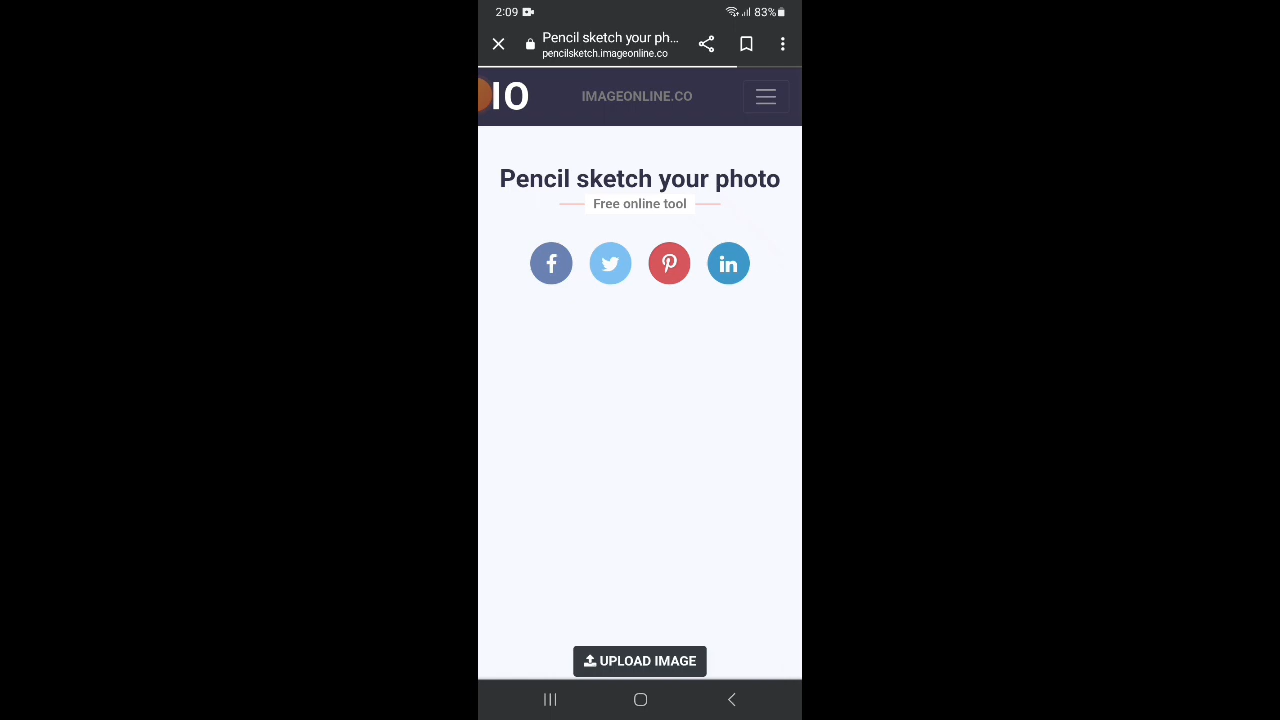 2:09 83%
Pencil sketch your ph...
pencilsketch.imageonline.co
IO IMAGEONLINE.CO
Pencil sketch your photo
Free online tool
UPLOAD IMAGE